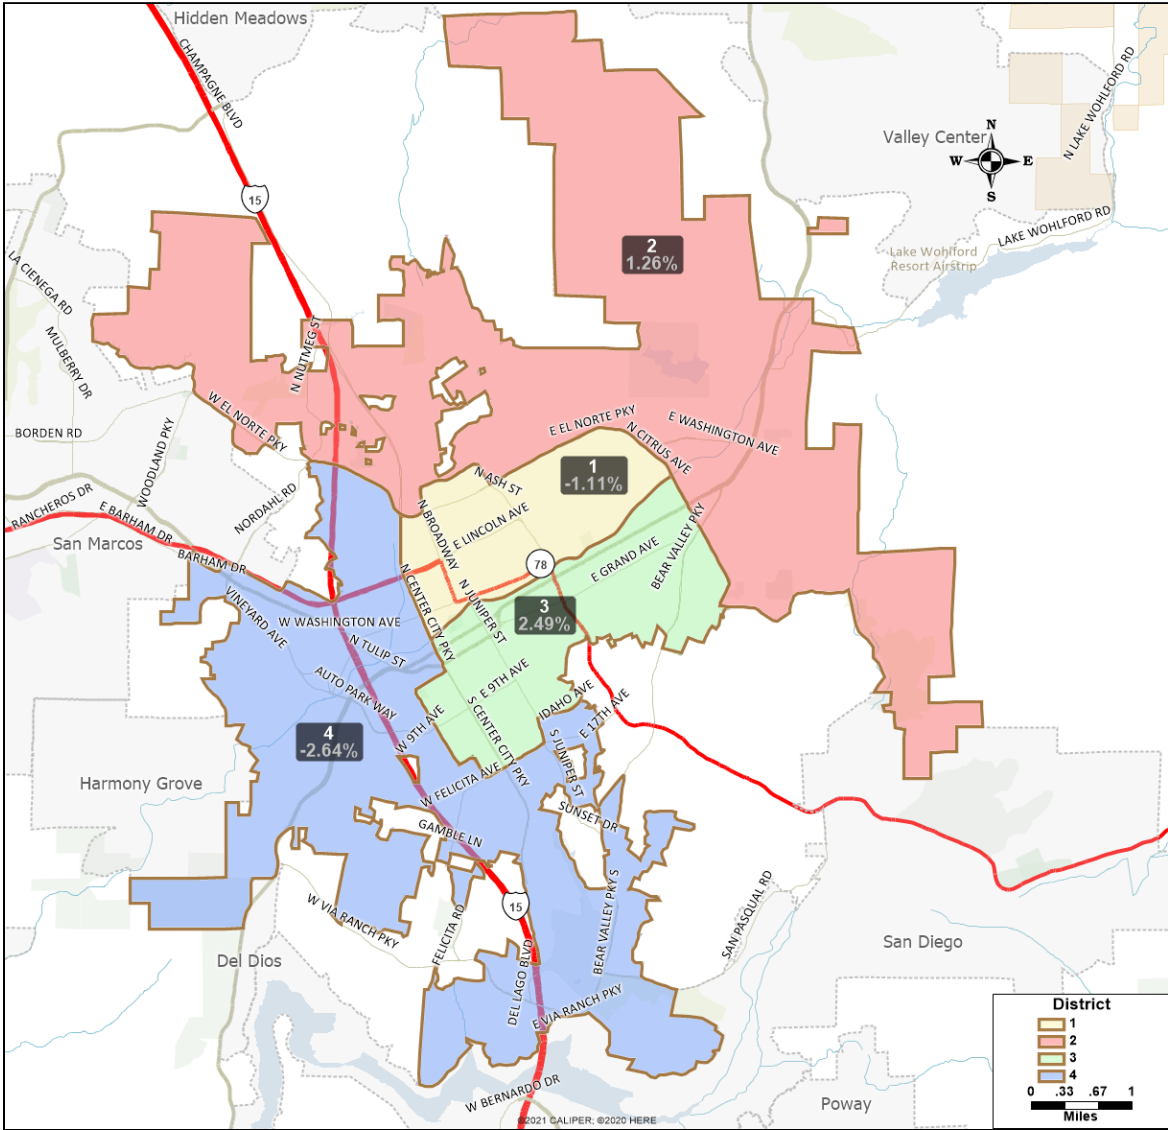 Hidden Meadows
CHAMPAGNE BLVD
15
Valley Center
N
W E
S
N LAKE WOHLFORD RD
LAKE WOHLFORD RD
Lake Wohlford
Resort Airstrip
2
1.26%
LA CIENEGA RD
MULBERRY DR
N NUTMEG ST
W EL NORTE PKY
BORDEN RD
WOODLAND PKY
E EL NORTE PKY
E WASHINGTON AVE
N CITRUS AVE
1
-1.11%
N ASH ST
NORDAHL RD
RANCHEROS DR
E BARHAM DR
BARHAM DR
San Marcos
N BROADWAY
E LINCOLN AVE
BEAR VALLEY PKY
E GRAND AVE
78
N CENTER CITY PKY
N JUNIPER ST
3
2.49%
VINEYARD AVE
W WASHINGTON AVE
N TULIP ST
AUTO PARK WAY
E 9TH AVE
S CENTER CITY PKY
IDAHO AVE
E 17TH AVE
W 9TH AVE
S JUNIPER ST
4
-2.64%
Harmony Grove
W FELICITA AVE
GAMBLE LN
SUNSET DR
W VIA RANCH PKY
FELICITA RD
15
BEAR VALLEY PKY S
SAN PASQUAL RD
San Diego
Del Dios
DEL LAGO BLVD
E VIA RANCH PKY
W BERNARDO DR
Poway
©2021 CALIPER; ©2020 HERE
District
1
2
3
4
0 .33 .67 1
Miles